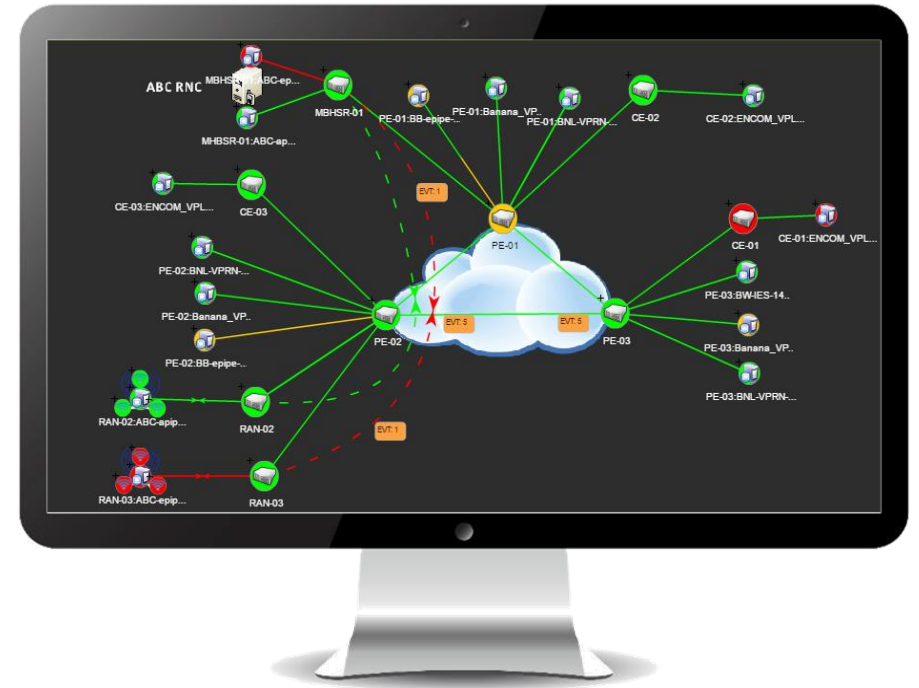 ABC RNC
MBHSR-01:ABC-ep...
MBHSR-01
MHBSR-01:ABC-ap...
PE-01:BB-epipe-...
PE-01:Banana_VP..
PE-01:BNL-VPRN-...
CE-02
CE-02:ENCOM_VPL...
CE-03:ENCOM_VPL...
CE-03
EVT: 1
PE-01
CE-01
CE-01:ENCOM_VPL...
PE-02:BNL-VPRN-...
PE-03:BW-IES-14..
PE-02:Banana_VP..
PE-02
EVT: 5
EVT: 5
PE-03
PE-03:Banana_VP..
PE-02:BB-epipe-...
PE-03:BNL-VPRN-...
RAN-02:ABC-apip...
RAN-02
EVT: 1
RAN-03:ABC-epip...
RAN-03